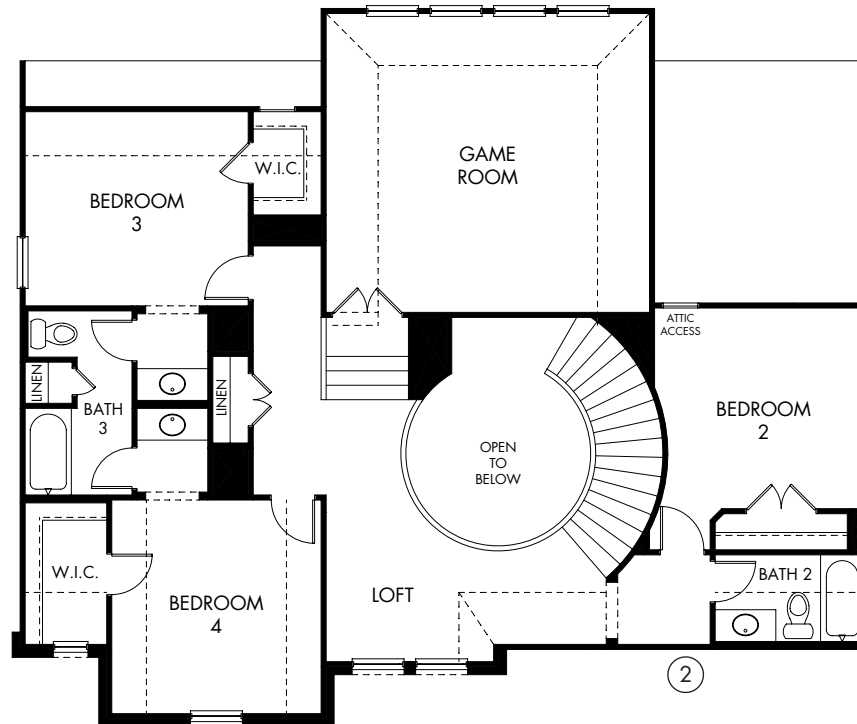 GAME
ROOM
W.I.C.
BEDROOM
3
ATTIC
ACCESS
LINEN
LINEN
BATH
3
BEDROOM
2
OPEN
TO
BELOW
W.I.C.
BEDROOM
4
LOFT
BATH 2
2